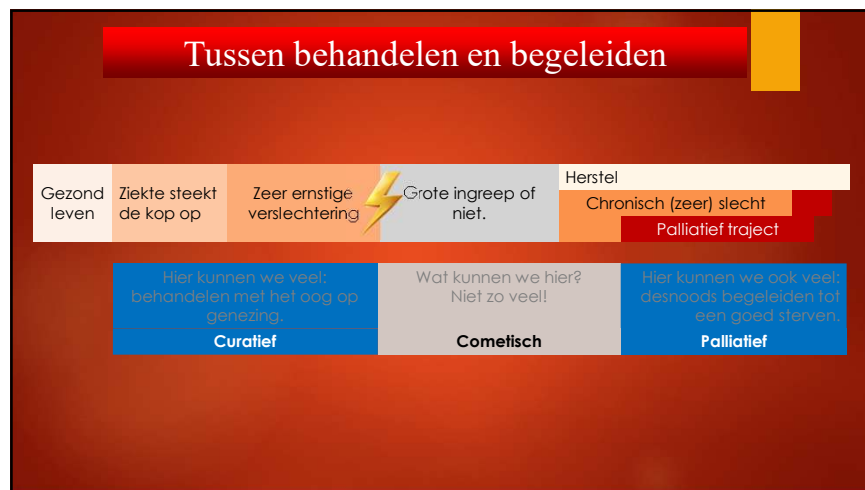 Tussen behandelen en begeleiden
Gezond
leven
Ziekte steekt
de kop op
Zeer ernstige
verslechtering
Grote ingreep of
niet.
Herstel
Chronisch (zeer) slecht
Palliatief traject
Hier kunnen we veel:
behandelen met het oog op
genezing.
Curatief
Wat kunnen we hier?
Niet zo veel!
Cometisch
Hier kunnen we ook veel:
desnoods begeleiden tot
een goed sterven.
Palliatief